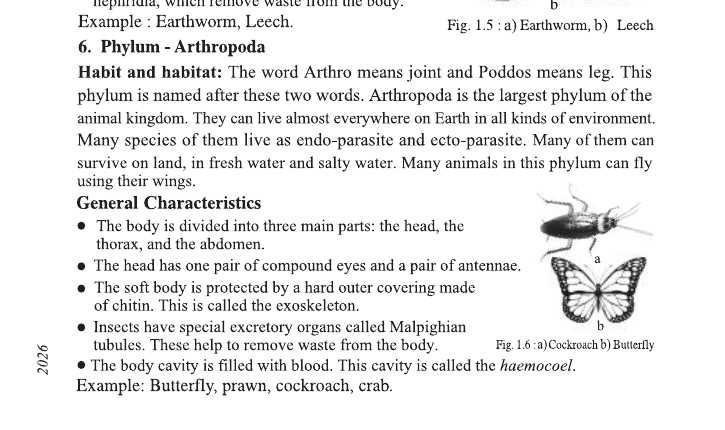 nephridia, which remove waste from the body.
Example : Earthworm, Leech.
b
Fig. 1.5 : a) Earthworm, b) Leech
6. Phylum - Arthropoda
Habit and habitat: The word Arthro means joint and Poddos means leg. This
phylum is named after these two words. Arthropoda is the largest phylum of the
animal kingdom. They can live almost everywhere on Earth in all kinds of environment.
Many species of them live as endo-parasite and ecto-parasite. Many of them can
survive on land, in fresh water and salty water. Many animals in this phylum can fly
using their wings.
General Characteristics
● The body is divided into three main parts: the head, the
thorax, and the abdomen.
● The head has one pair of compound eyes and a pair of antennae.
● The soft body is protected by a hard outer covering made
of chitin. This is called the exoskeleton.
● Insects have special excretory organs called Malpighian
tubules. These help to remove waste from the body.
a
b
Fig. 1.6 : a) Cockroach b) Butterfly
● The body cavity is filled with blood. This cavity is called the haemocoel.
Example: Butterfly, prawn, cockroach, crab.
2026